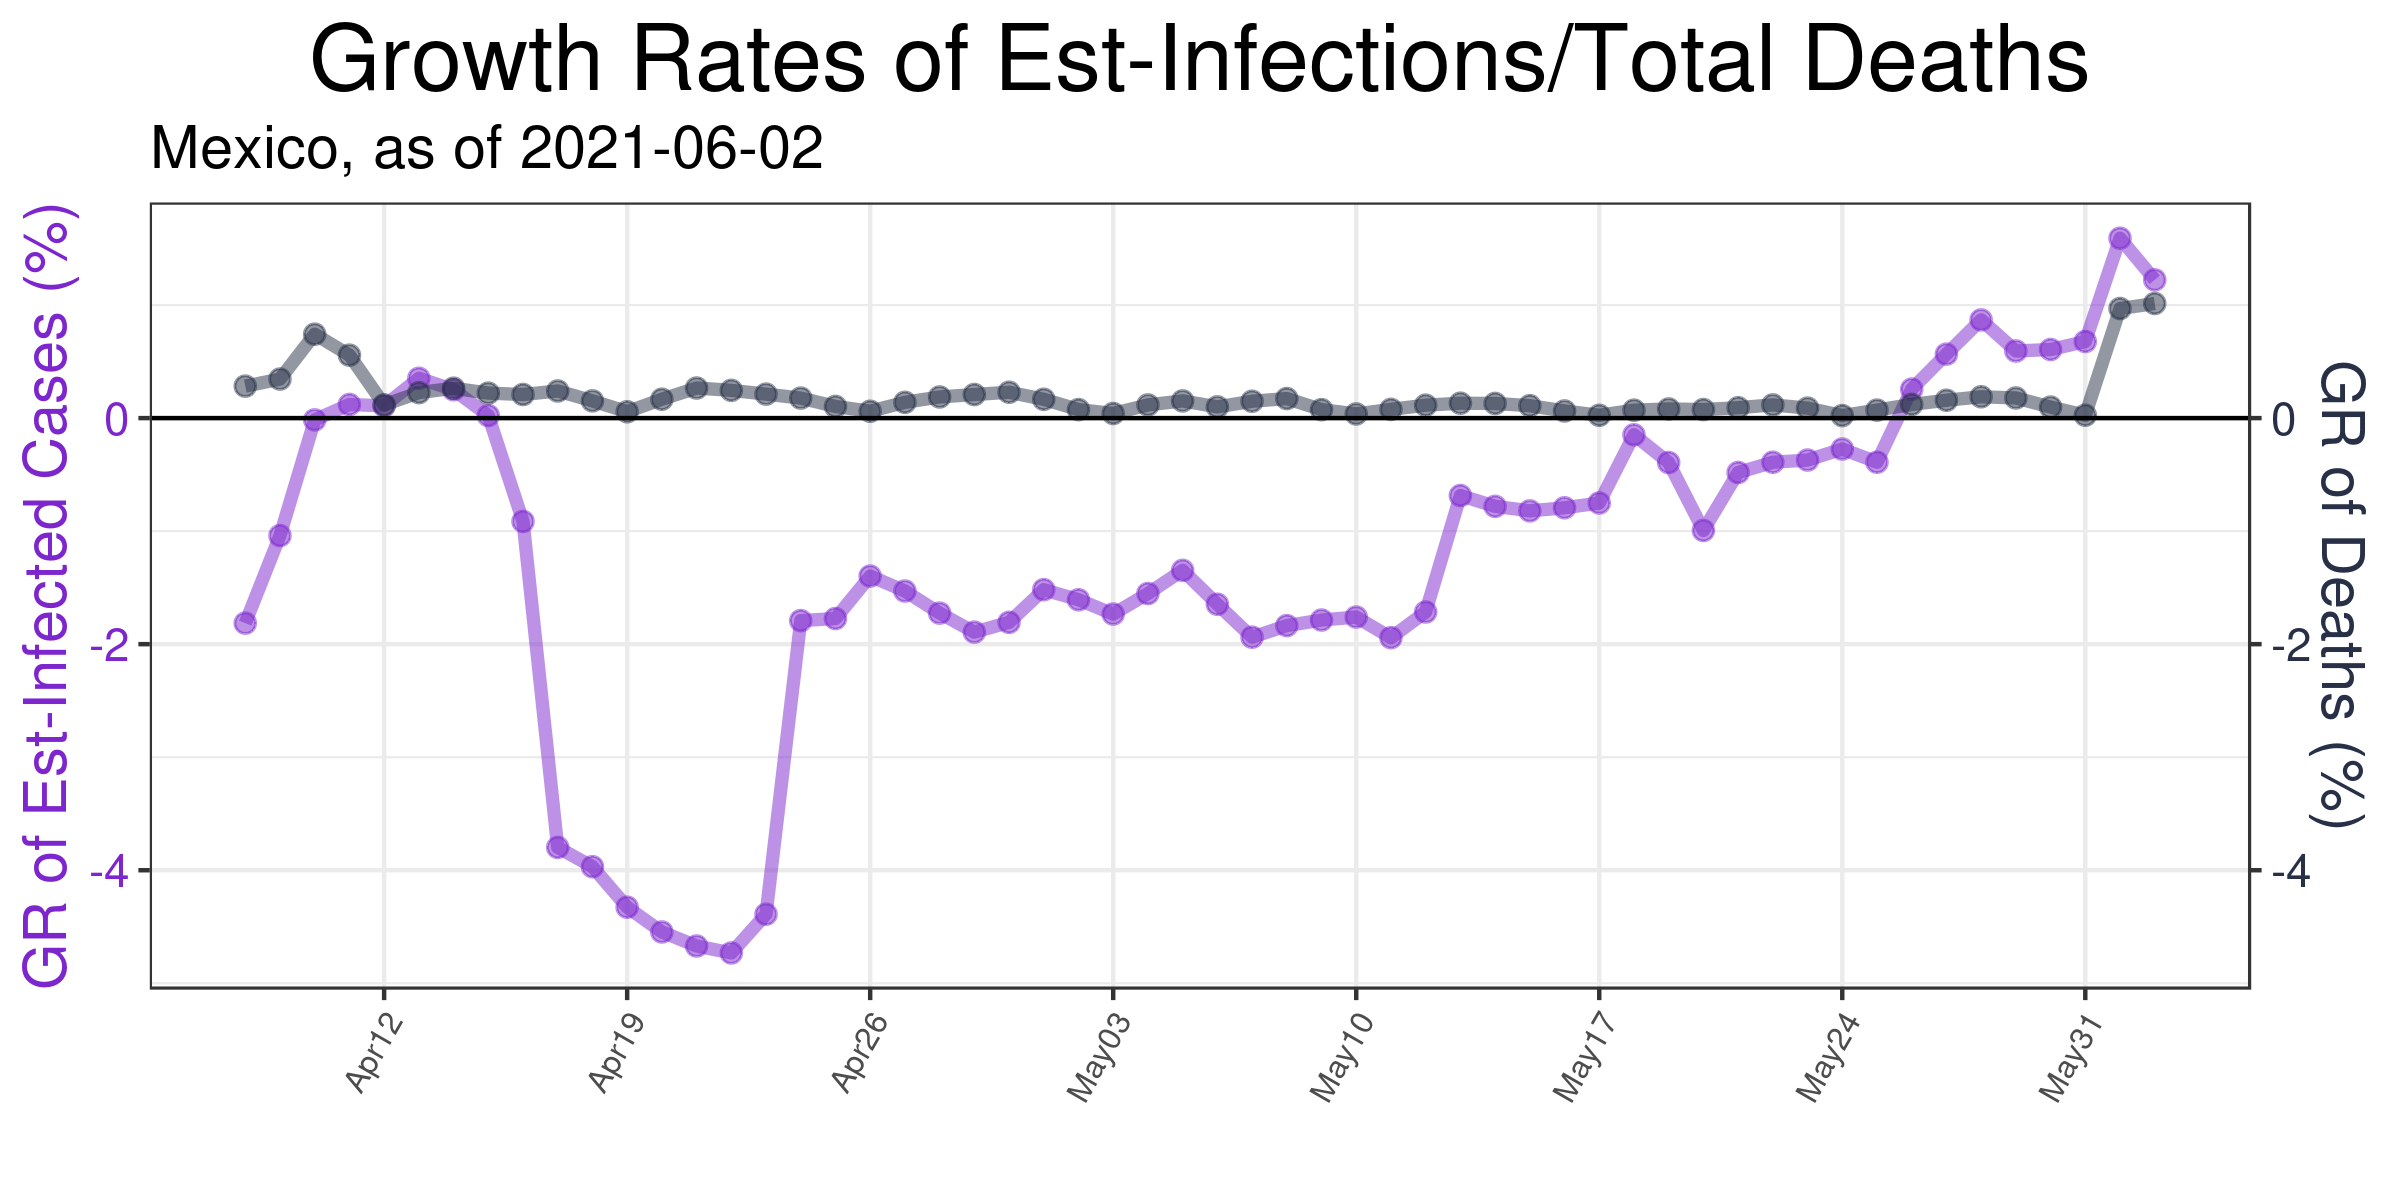 Growth Rates of Est-Infections/Total Deaths
Mexico, as of 2021-06-02
GR of Est-Infected Cases (%)
0
-2
-4
0
-2
-4
GR of Deaths (%)
Apr12
Apr19
Apr26
May03
May10
May17
May24
May31